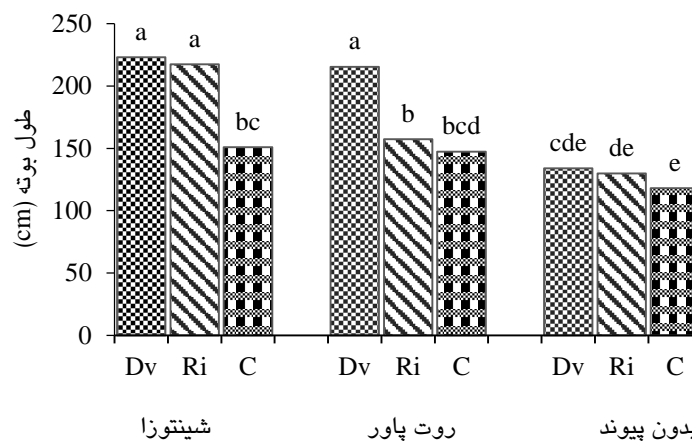 250
200
150
100
50
0
طول بوته (cm)
a a bc
a b bcd
cde de e
Dv Ri C Dv Ri C Dv Ri C
شینتوزا روت پاور بدون پیوند